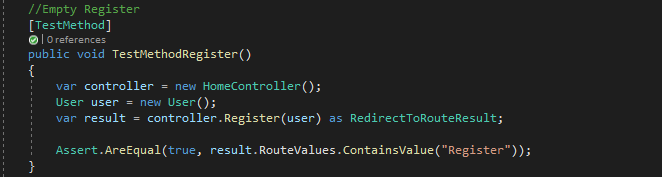 //Empty Register
[TestMethod]
| 0 references
public void TestMethodRegister()
{
var controller = new HomeController();
User user = new User();
var result = controller.Register(user) as RedirectToRouteResult;
Assert.AreEqual(true, result.RouteValues.ContainsValue("Register"));
}